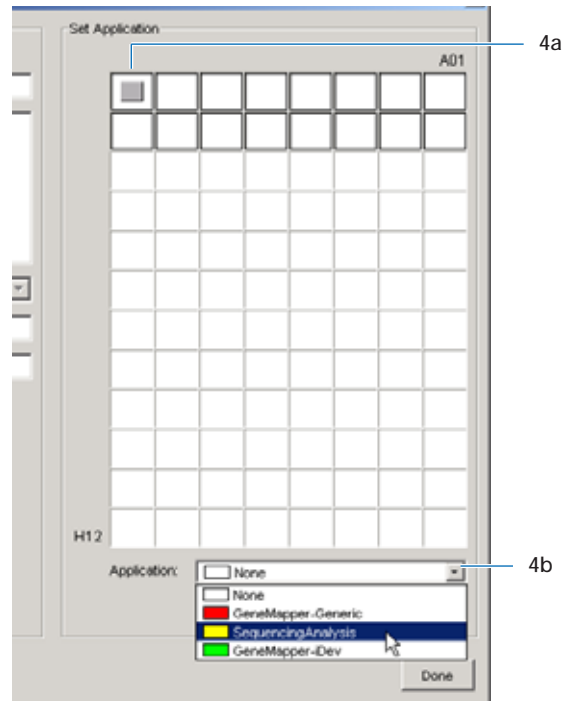 Set Application
4a
A01
H12
Application: None
4b
None
GeneMapper-Generic
SequencingAnalysis
GeneMapper-iDev
Done